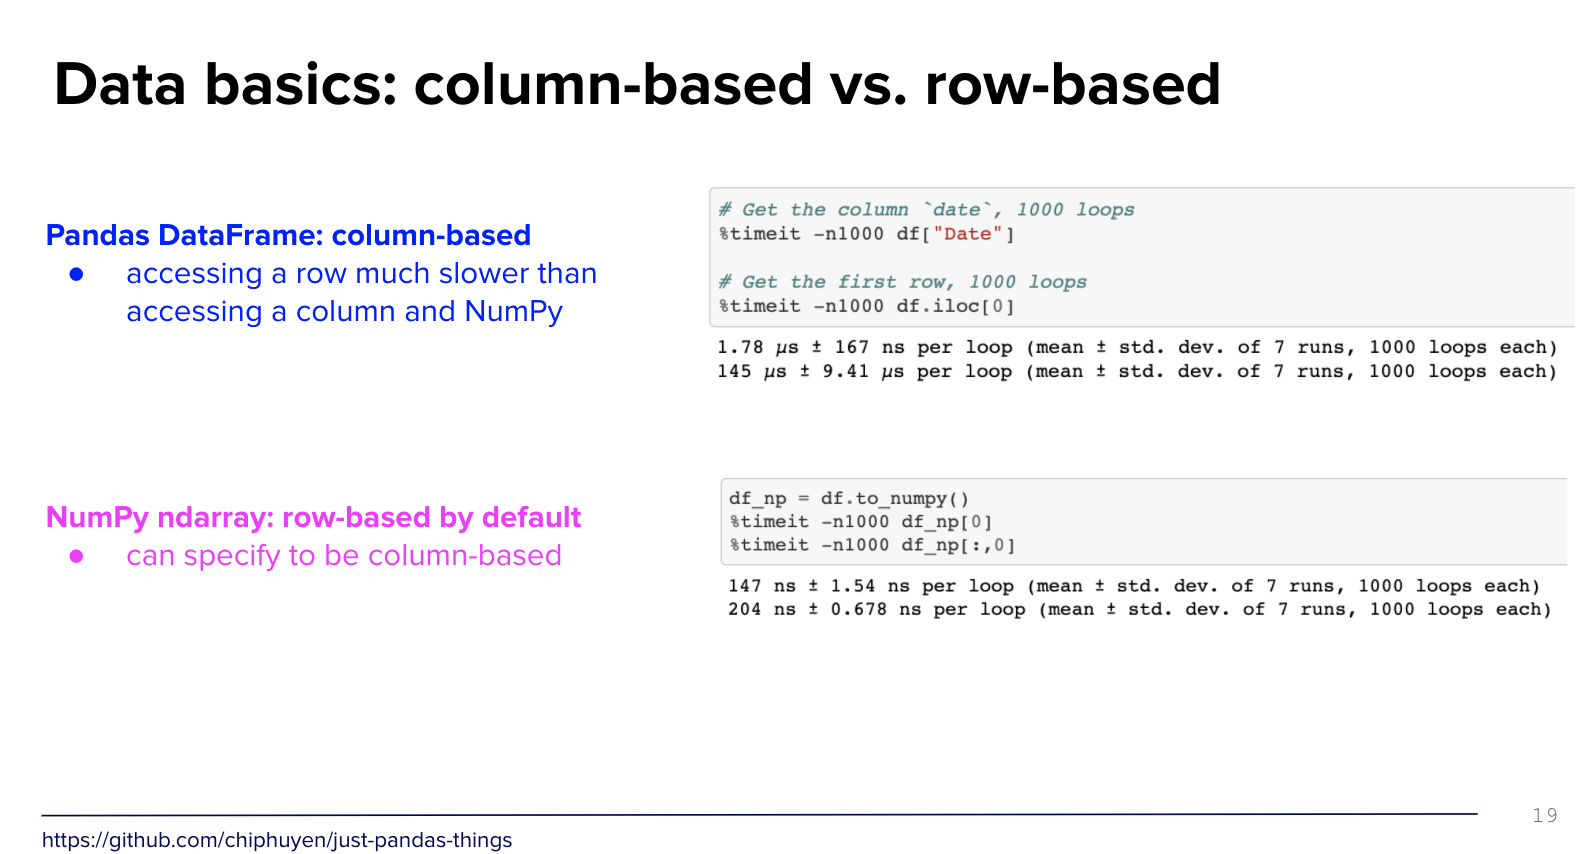 Data basics: column-based vs. row-based
Pandas DataFrame: column-based
● accessing a row much slower than
accessing a column and NumPy
# Get the column `date`, 1000 loops
%timeit -n1000 df["Date"]
# Get the first row, 1000 loops
%timeit -n1000 df.iloc[0]
1.78 µs ± 167 ns per loop (mean ± std. dev. of 7 runs, 1000 loops each)
145 µs ± 9.41 µs per loop (mean ± std. dev. of 7 runs, 1000 loops each)
NumPy ndarray: row-based by default
● can specify to be column-based
df_np = df.to_numpy()
%timeit -n1000 df_np[0]
%timeit -n1000 df_np[:,0]
147 ns ± 1.54 ns per loop (mean ± std. dev. of 7 runs, 1000 loops each)
204 ns ± 0.678 ns per loop (mean ± std. dev. of 7 runs, 1000 loops each)
https://github.com/chiphuyen/just-pandas-things
19